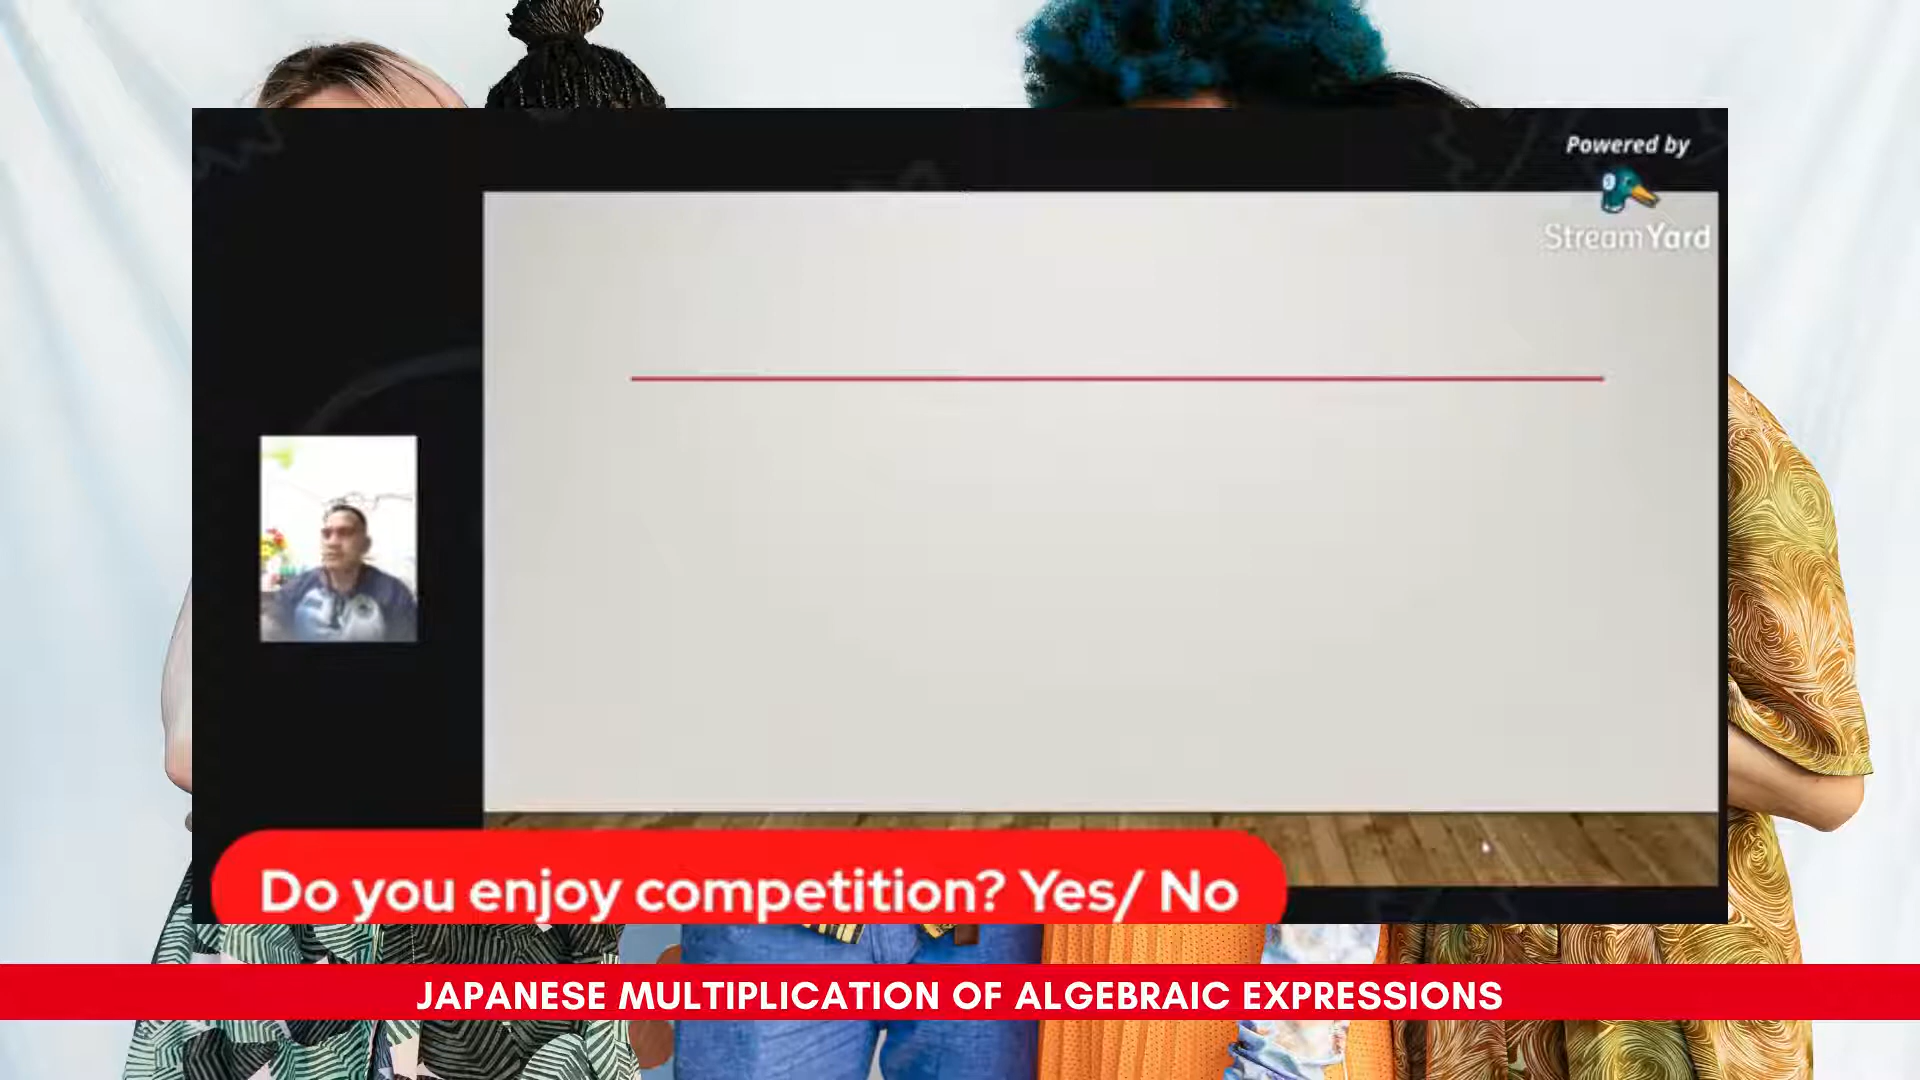 Powered by
StreamYard
Do you enjoy competition? Yes/ No
JAPANESE MULTIPLICATION OF ALGEBRAIC EXPRESSIONS